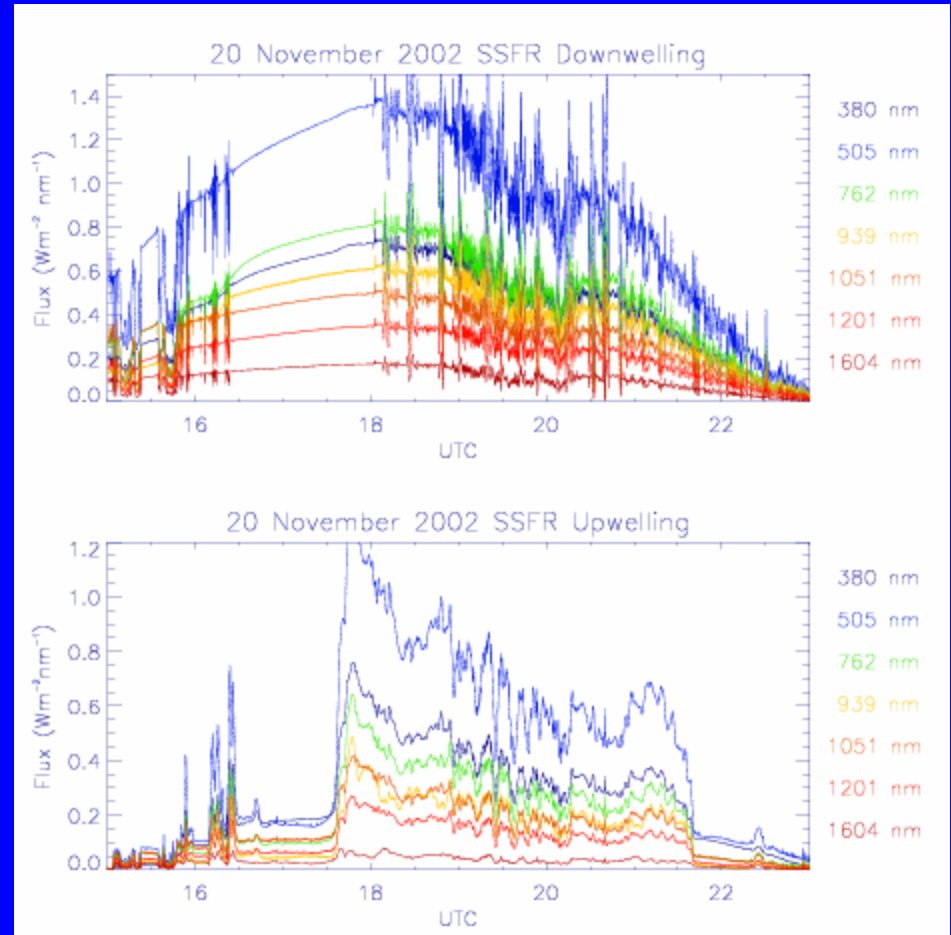 20 November 2002 SSFR Downwelling
Flux (Wm⁻² nm⁻¹)
1.4
1.2
1.0
0.8
0.6
0.4
0.2
0.0
16 18 20 22
UTC
380 nm
505 nm
762 nm
939 nm
1051 nm
1201 nm
1604 nm
20 November 2002 SSFR Upwelling
Flux (Wm⁻²nm⁻¹)
1.2
1.0
0.8
0.6
0.4
0.2
0.0
16 18 20 22
UTC
380 nm
505 nm
762 nm
939 nm
1051 nm
1201 nm
1604 nm